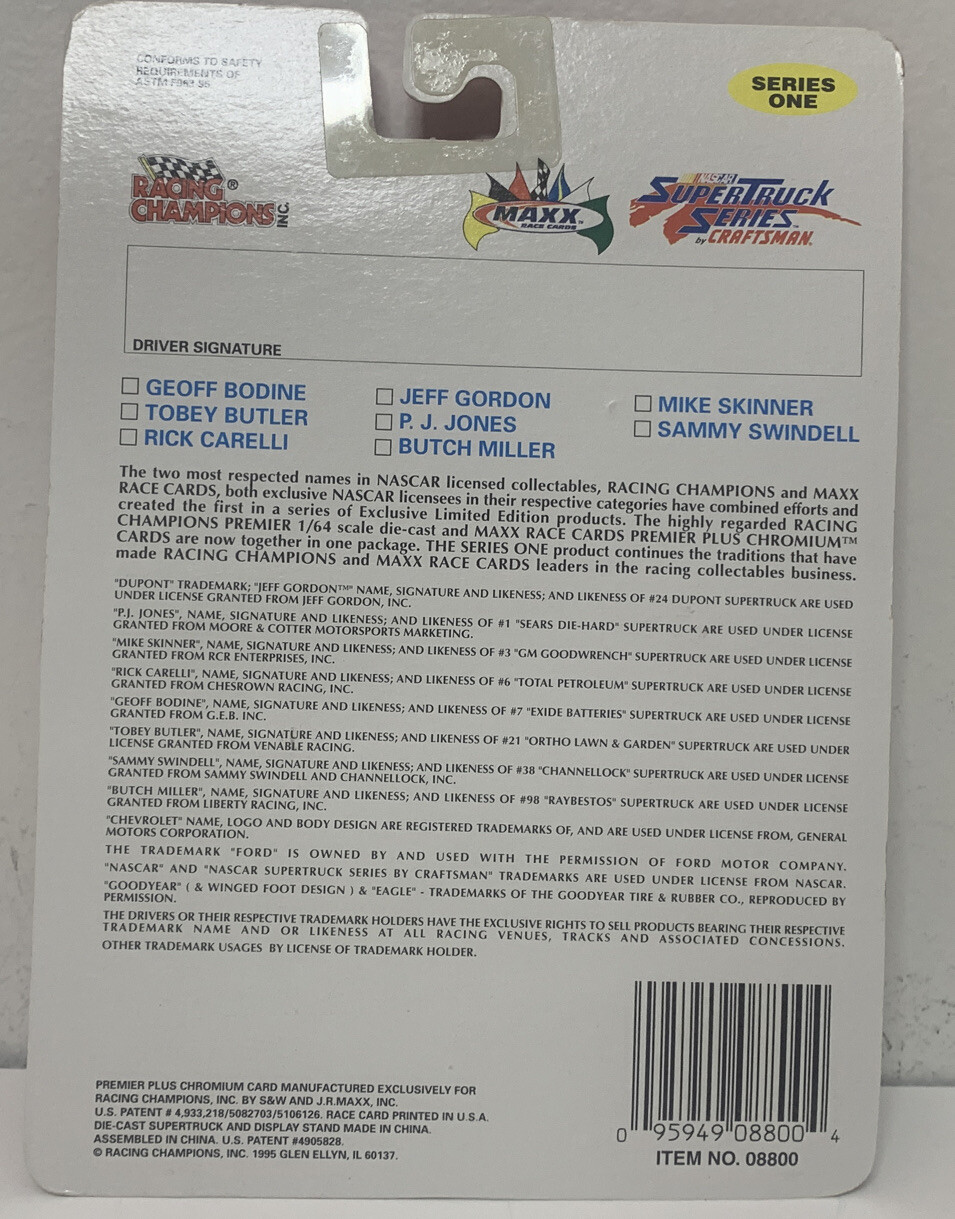 CONFORMS TO SAFETY
REQUIREMENTS OF
ASTM F963-95
SERIES
ONE
RACING ®
CHAMPIONS INC.
MAXX™
RACE CARDS
NASCAR
SUPERTRUCK
SERIES™
by CRAFTSMAN.
DRIVER SIGNATURE
☐ GEOFF BODINE
☐ TOBEY BUTLER
☐ RICK CARELLI
☐ JEFF GORDON
☐ P. J. JONES
☐ BUTCH MILLER
☐ MIKE SKINNER
☐ SAMMY SWINDELL
The two most respected names in NASCAR licensed collectables, RACING CHAMPIONS and MAXX
RACE CARDS, both exclusive NASCAR licensees in their respective categories have combined efforts and
created the first in a series of Exclusive Limited Edition products. The highly regarded RACING
CHAMPIONS PREMIER 1/64 scale die-cast and MAXX RACE CARDS PREMIER PLUS CHROMIUM™
CARDS are now together in one package. THE SERIES ONE product continues the traditions that have
made RACING CHAMPIONS and MAXX RACE CARDS leaders in the racing collectables business.
"DUPONT" TRADEMARK; "JEFF GORDON™" NAME, SIGNATURE AND LIKENESS; AND LIKENESS OF #24 DUPONT SUPERTRUCK ARE USED
UNDER LICENSE GRANTED FROM JEFF GORDON, INC.
"P.J. JONES", NAME, SIGNATURE AND LIKENESS; AND LIKENESS OF #1 "SEARS DIE-HARD" SUPERTRUCK ARE USED UNDER LICENSE
GRANTED FROM MOORE & COTTER MOTORSPORTS MARKETING.
"MIKE SKINNER", NAME, SIGNATURE AND LIKENESS; AND LIKENESS OF #3 "GM GOODWRENCH" SUPERTRUCK ARE USED UNDER LICENSE
GRANTED FROM RCR ENTERPRISES, INC.
"RICK CARELLI", NAME, SIGNATURE AND LIKENESS; AND LIKENESS OF #6 "TOTAL PETROLEUM" SUPERTRUCK ARE USED UNDER LICENSE
GRANTED FROM CHESROWN RACING, INC.
"GEOFF BODINE", NAME, SIGNATURE AND LIKENESS; AND LIKENESS OF #7 "EXIDE BATTERIES" SUPERTRUCK ARE USED UNDER LICENSE
GRANTED FROM G.E.B. INC.
"TOBEY BUTLER", NAME, SIGNATURE AND LIKENESS; AND LIKENESS OF #21 "ORTHO LAWN & GARDEN" SUPERTRUCK ARE USED UNDER
LICENSE GRANTED FROM VENABLE RACING.
"SAMMY SWINDELL", NAME, SIGNATURE AND LIKENESS; AND LIKENESS OF #38 "CHANNELLOCK" SUPERTRUCK ARE USED UNDER LICENSE
GRANTED FROM SAMMY SWINDELL AND CHANNELLOCK, INC.
"BUTCH MILLER", NAME, SIGNATURE AND LIKENESS; AND LIKENESS OF #98 "RAYBESTOS" SUPERTRUCK ARE USED UNDER LICENSE
GRANTED FROM LIBERTY RACING, INC.
"CHEVROLET" NAME, LOGO AND BODY DESIGN ARE REGISTERED TRADEMARKS OF, AND ARE USED UNDER LICENSE FROM, GENERAL
MOTORS CORPORATION.
THE TRADEMARK "FORD" IS OWNED BY AND USED WITH THE PERMISSION OF FORD MOTOR COMPANY.
"NASCAR" AND "NASCAR SUPERTRUCK SERIES BY CRAFTSMAN" TRADEMARKS ARE USED UNDER LICENSE FROM NASCAR.
"GOODYEAR" ( & WINGED FOOT DESIGN ) & "EAGLE" - TRADEMARKS OF THE GOODYEAR TIRE & RUBBER CO., REPRODUCED BY
PERMISSION.
THE DRIVERS OR THEIR RESPECTIVE TRADEMARK HOLDERS HAVE THE EXCLUSIVE RIGHTS TO SELL PRODUCTS BEARING THEIR RESPECTIVE
TRADEMARK NAME AND OR LIKENESS AT ALL RACING VENUES, TRACKS AND ASSOCIATED CONCESSIONS.
OTHER TRADEMARK USAGES BY LICENSE OF TRADEMARK HOLDER.
PREMIER PLUS CHROMIUM CARD MANUFACTURED EXCLUSIVELY FOR
RACING CHAMPIONS, INC. BY S&W AND J.R.MAXX, INC.
U.S. PATENT # 4,933,218/5082703/5106126. RACE CARD PRINTED IN U.S.A.
DIE-CAST SUPERTRUCK AND DISPLAY STAND MADE IN CHINA.
ASSEMBLED IN CHINA. U.S. PATENT #4905828.
© RACING CHAMPIONS, INC. 1995 GLEN ELLYN, IL 60137.
0 95949 08800 4
ITEM NO. 08800